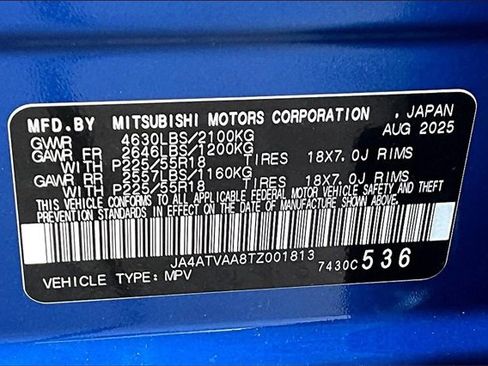 MFD.BY MITSUBISHI MOTORS CORPORATION , JAPAN
GVWR 4630LBS/2100KG AUG 2025
GAWR FR 2646LBS/1200KG
WITH P225/55R18 TIRES 18X7.0J RIMS
GAWR RR 2557LBS/1160KG
WITH P225/55R18 TIRES 18X7.0J RIMS
THIS VEHICLE CONFORMS TO ALL APPLICABLE FEDERAL MOTOR VEHICLE SAFETY AND THEFT
PREVENTION STANDARDS IN EFFECT ON THE DATE OF MANUFACTURE SHOWN ABOVE.
JA4ATVAA8TZ001813 7430C 536
VEHICLE TYPE: MPV